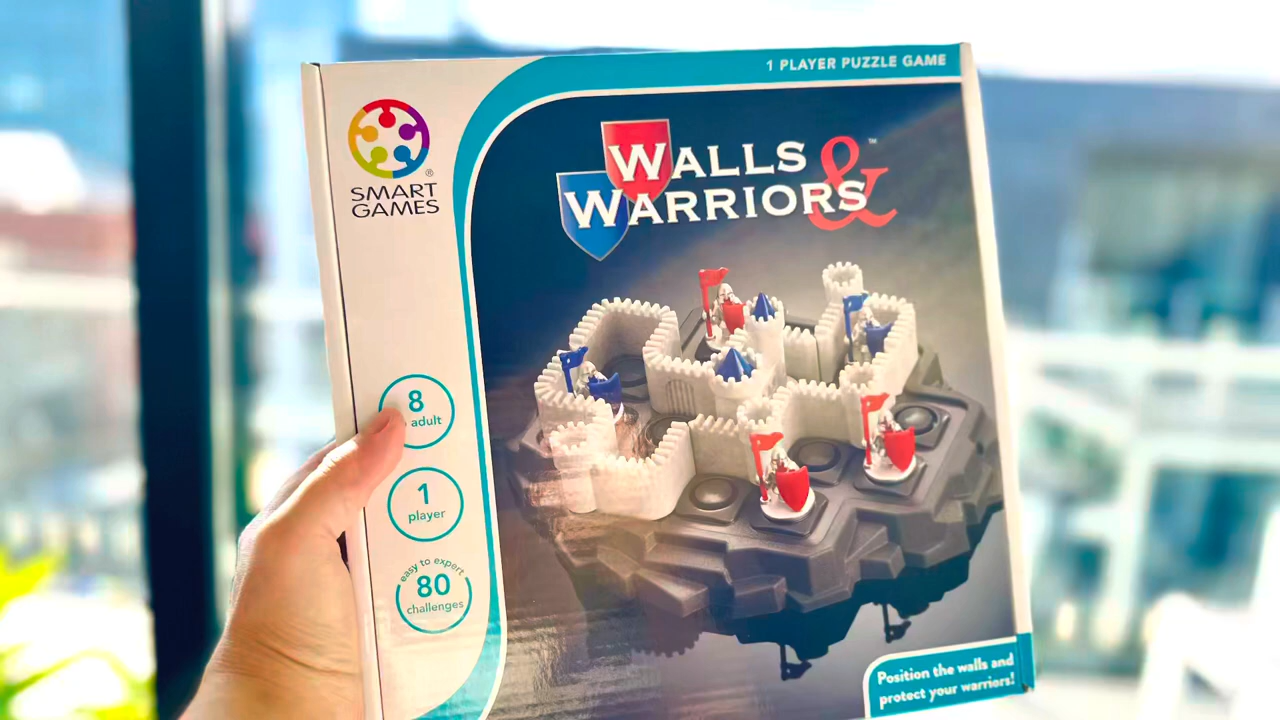 1 PLAYER PUZZLE GAME
SMART
GAMES
®
WALLS &
WARRIORS
™
8
adult
1
player
easy to expert
80
challenges
Position the walls and
protect your warriors!